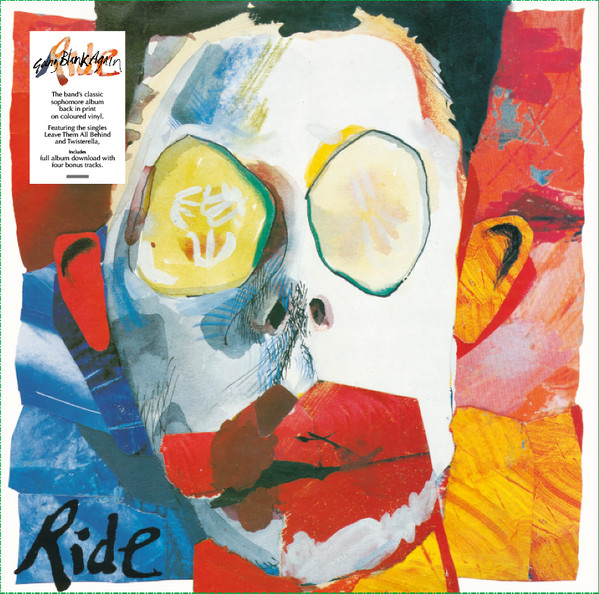 Ride
Going Blank Again
The band's classic
sophomore album
back in print
on coloured vinyl.
Featuring the singles
Leave Them All Behind
and Twisterella,
Includes
full album download with
four bonus tracks.
Ride